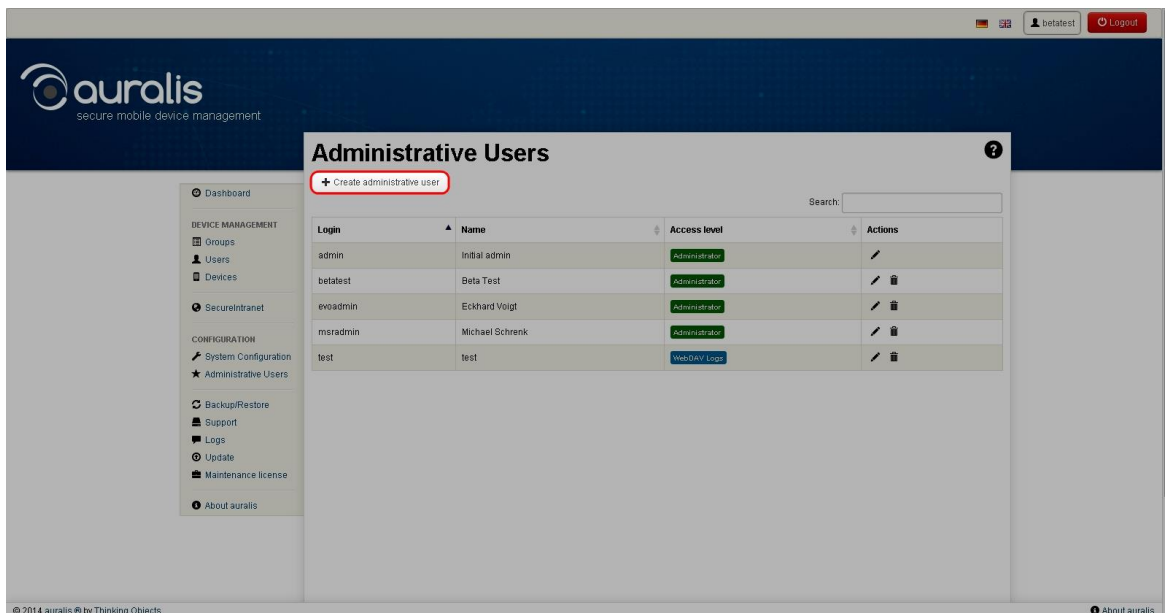 betatest
Logout
auralis
secure mobile device management
Administrative Users
Create administrative user
Search:
Dashboard
DEVICE MANAGEMENT
Groups
Users
Devices
SecureIntranet
CONFIGURATION
System Configuration
Administrative Users
Backup/Restore
Support
Logs
Update
Maintenance license
About auralis
Login Name Access level Actions
admin Initial admin Administrator
betatest Beta Test Administrator
evoadmin Eckhard Voigt Administrator
msradmin Michael Schrenk Administrator
test test WebDAV Logs
© 2014 auralis ® by Thinking Objects
About auralis